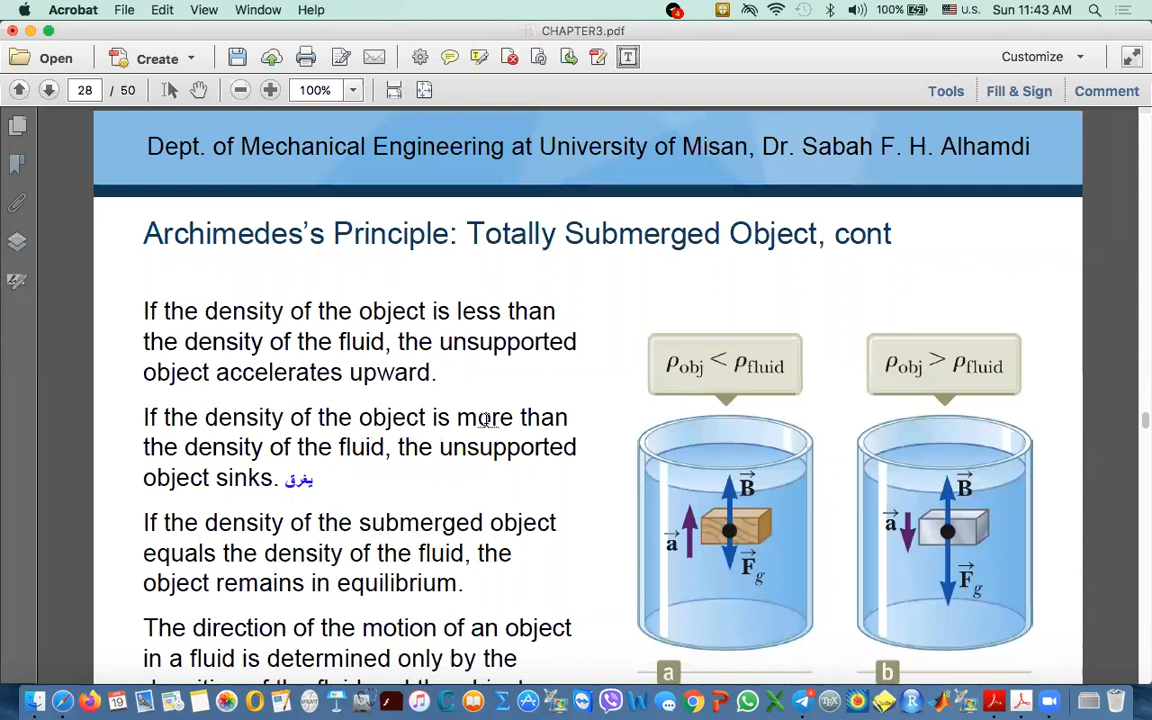 Acrobat File Edit View Window Help
100% U.S. Sun 11:43 AM
CHAPTER3.pdf
Open Create Customize
28 / 50 100% Tools Fill & Sign Comment
Dept. of Mechanical Engineering at University of Misan, Dr. Sabah F. H. Alhamdi
Archimedes's Principle: Totally Submerged Object, cont
If the density of the object is less than
the density of the fluid, the unsupported
object accelerates upward.
If the density of the object is more than
the density of the fluid, the unsupported
object sinks. يغرق
If the density of the submerged object
equals the density of the fluid, the
object remains in equilibrium.
The direction of the motion of an object
in a fluid is determined only by the
ρobj < ρfluid
B
a
Fg
a
ρobj > ρfluid
B
a
Fg
b